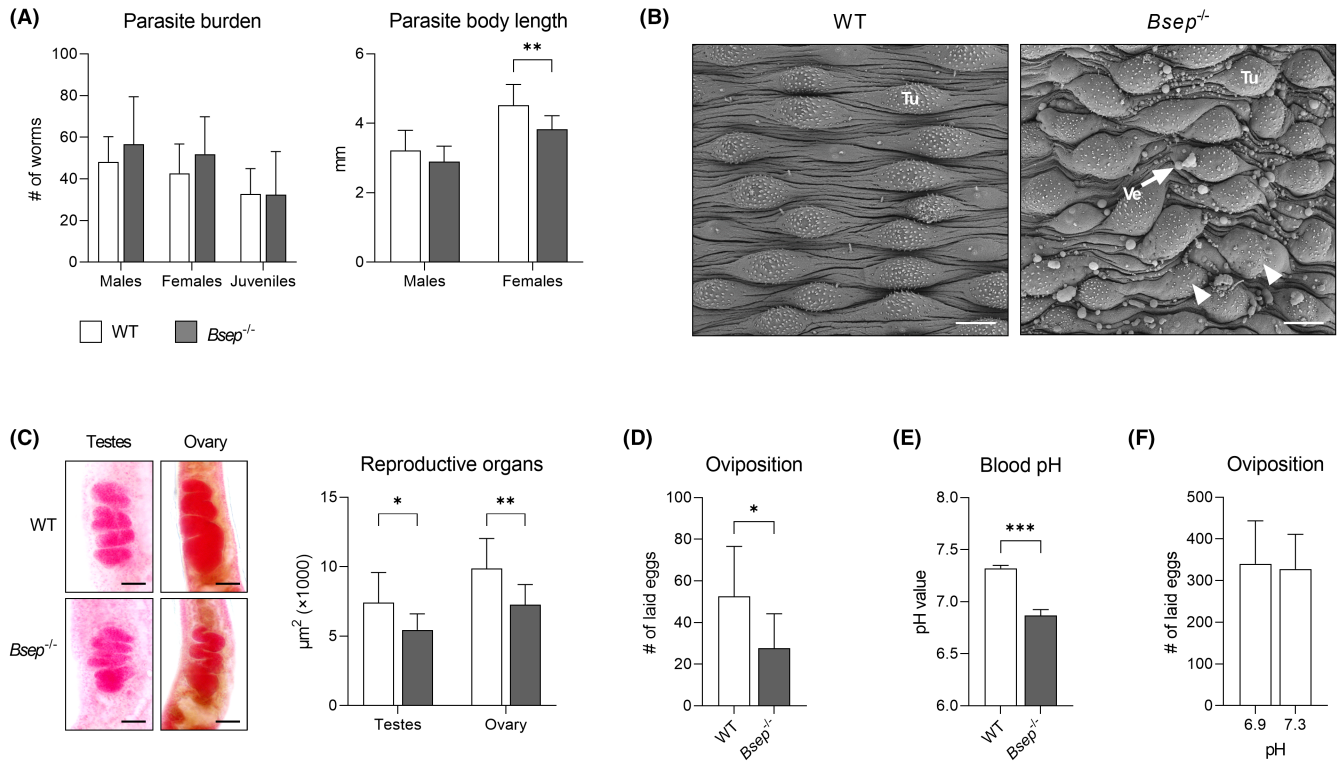 (A)
Parasite burden
# of worms
100
80
60
40
20
0
Males Females Juveniles
Parasite body length
mm
6
4
2
0
**
Males Females
WT Bsep-/-
(B)
WT Bsep-/-
Tu
Tu
Ve
(C)
Testes Ovary
WT
Bsep-/-
Reproductive organs
µm² (×1000)
15
10
5
0
* **
Testes Ovary
(D)
Oviposition
# of laid eggs
100
80
60
40
20
0
*
WT Bsep-/-
(E)
Blood pH
pH value
8.0
7.5
7.0
6.5
6.0
***
WT Bsep-/-
(F)
Oviposition
# of laid eggs
500
400
300
200
100
0
6.9 7.3
pH